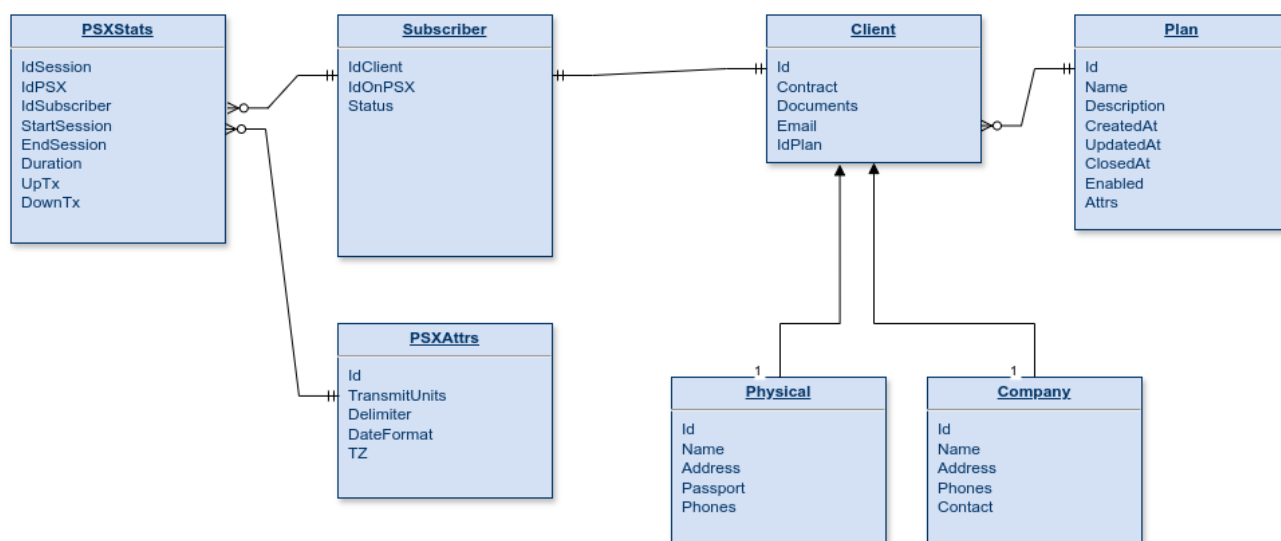 PSXStats
IdSession
IdPSX
IdSubscriber
StartSession
EndSession
Duration
UpTx
DownTx
Subscriber
IdClient
IdOnPSX
Status
Client
Id
Contract
Documents
Email
IdPlan
Plan
Id
Name
Description
CreatedAt
UpdatedAt
ClosedAt
Enabled
Attrs
PSXAttrs
Id
TransmitUnits
Delimiter
DateFormat
TZ
1
Physical
Id
Name
Address
Passport
Phones
1
Company
Id
Name
Address
Phones
Contact